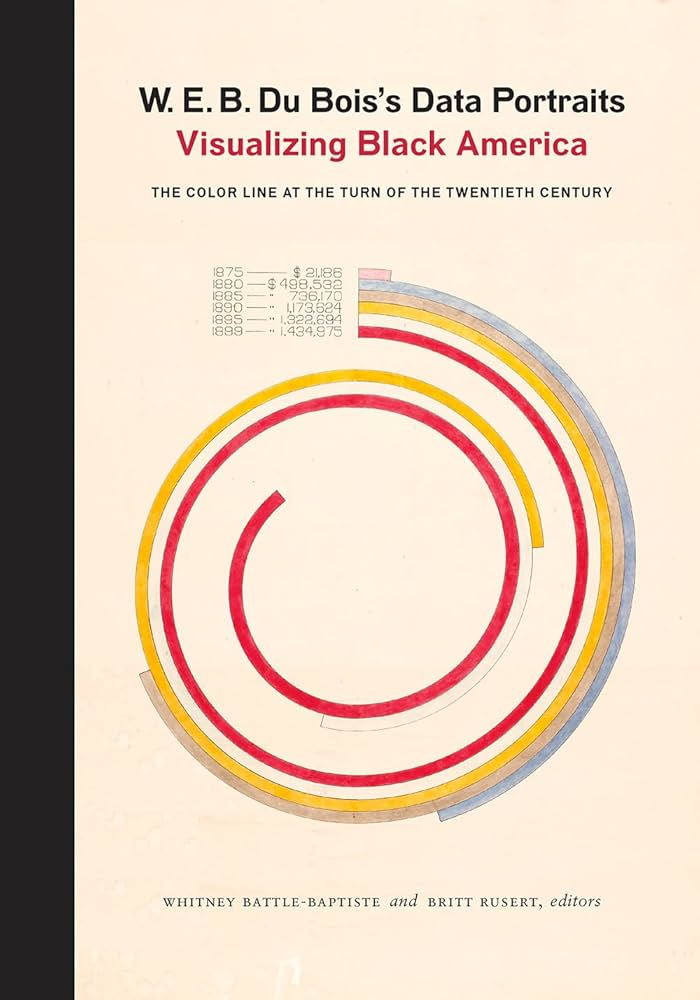 W. E. B. Du Bois's Data Portraits
Visualizing Black America
THE COLOR LINE AT THE TURN OF THE TWENTIETH CENTURY
1875 —— $ 21,186
1880 — $ 498,532
1885 — " 736,170
1890 — " 1,173,624
1895 — " 1,322,694
1899 — " 1,434,975
WHITNEY BATTLE-BAPTISTE and BRITT RUSERT, editors